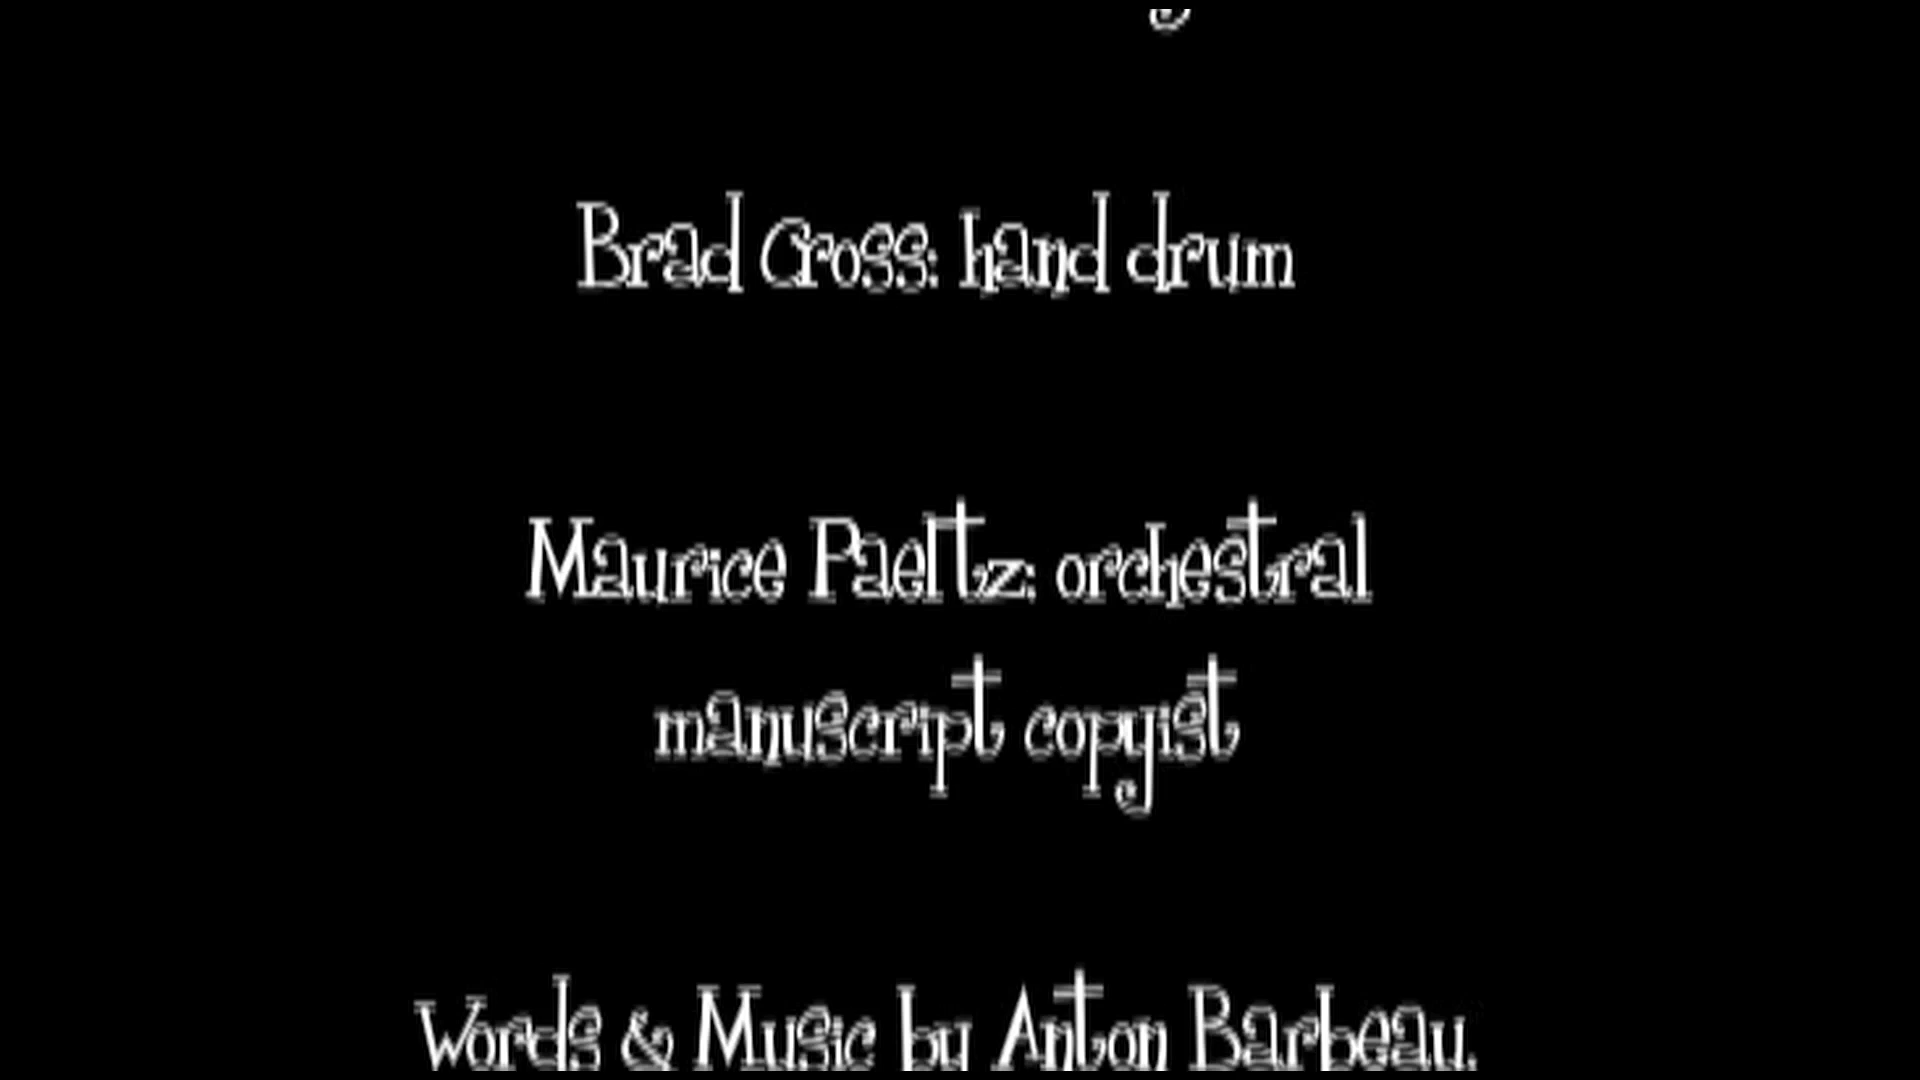 Brad Cross: hand drum
Maurice Paeltz: orchestral
manuscript copyist
Words & Music by Anton Barbeau.